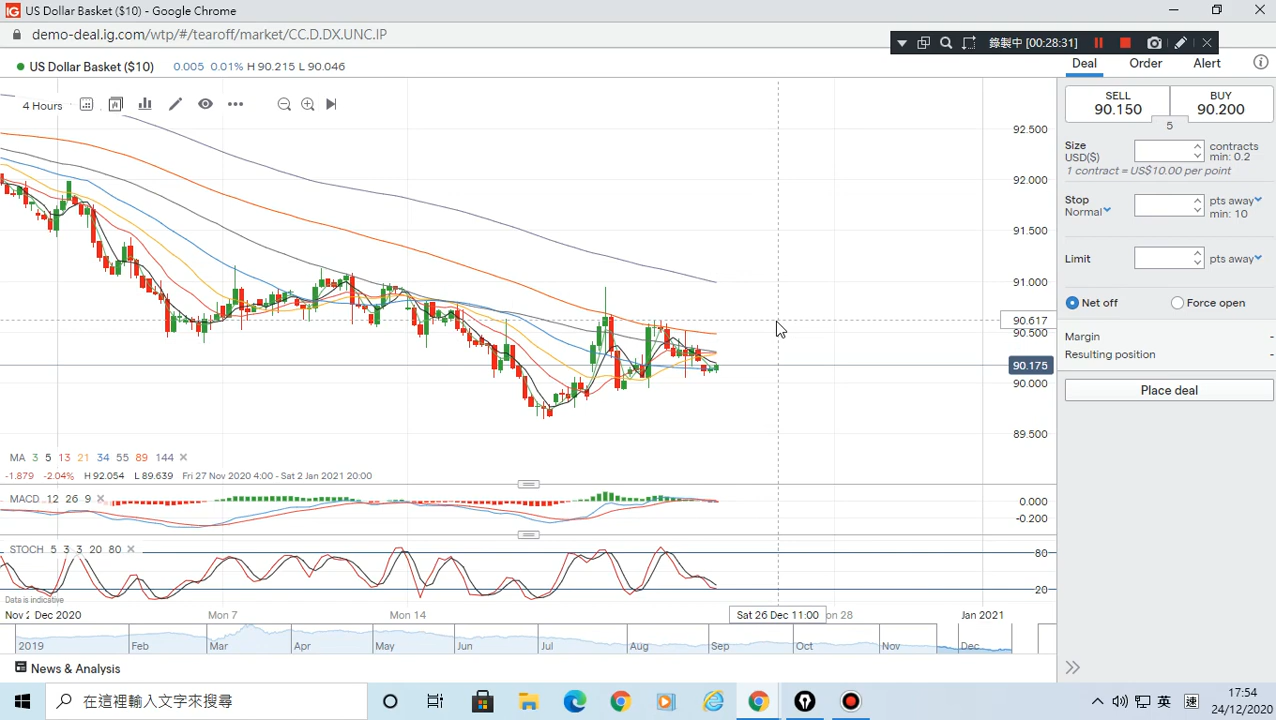 US Dollar Basket ($10) - Google Chrome
demo-deal.ig.com/wtp/#/tearoff/market/CC.D.DX.UNC.IP
錄製中 [00:28:31]
US Dollar Basket ($10) 0.005 0.01% H 90.215 L 90.046
Deal Order Alert
4 Hours
SELL
90.150
BUY
90.200
5
Size
USD($)
contracts
min: 0.2
1 contract = US$10.00 per point
Stop
Normal
pts away
min: 10
Limit
pts away
Net off
Force open
Margin -
Resulting position -
Place deal
92.500
92.000
91.500
91.000
90.617
90.500
90.175
90.000
89.500
MA 3 5 13 21 34 55 89 144
-1.879 -2.04% H 92.054 L 89.639 Fri 27 Nov 2020 4:00 - Sat 2 Jan 2021 20:00
MACD 12 26 9
0.000
-0.200
STOCH 5 3 3 20 80
80
20
Data is indicative
Dec 2020 Mon 7 Mon 14 Sat 26 Dec 11:00 Jan 2021
2019 Feb Mar Apr May Jun Jul Aug Sep Oct Nov Dec
News & Analysis
在這裡輸入文字來搜尋
英
17:54
24/12/2020